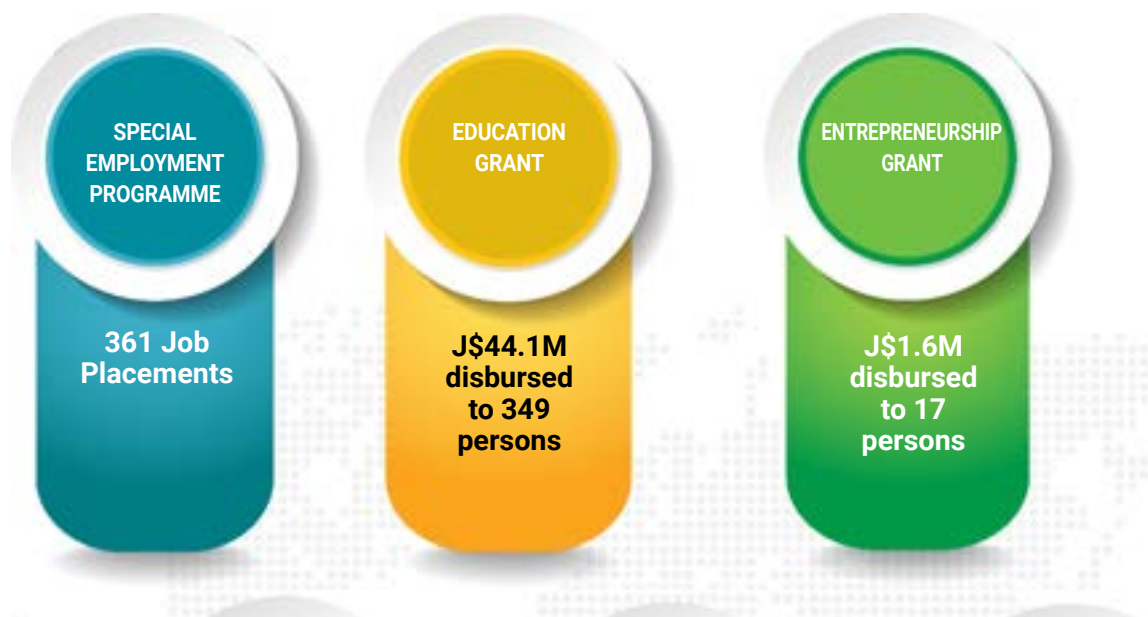 SPECIAL
EMPLOYMENT
PROGRAMME
361 Job
Placements
EDUCATION
GRANT
J$44.1M
disbursed
to 349
persons
ENTREPRENEURSHIP
GRANT
J$1.6M
disbursed
to 17
persons